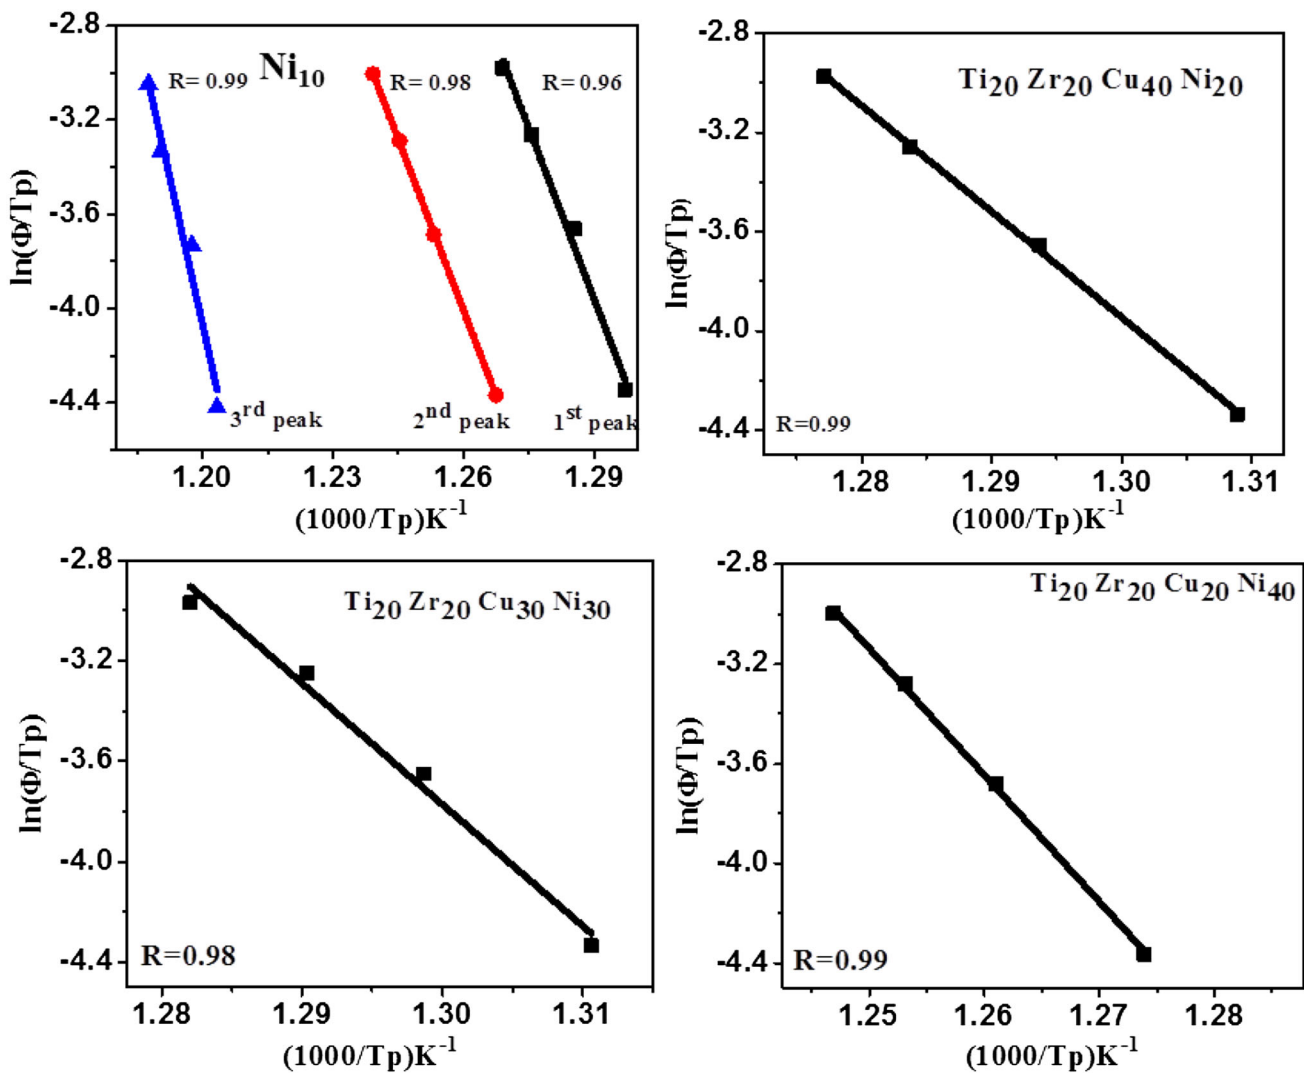 Ni10
R= 0.99
R= 0.98
R= 0.96
-2.8
-3.2
-3.6
-4.0
-4.4
ln(Φ/Tp)
3rd peak
2nd peak
1st peak
1.20
1.23
1.26
1.29
(1000/Tp)K-1
Ti20 Zr20 Cu40 Ni20
-2.8
-3.2
-3.6
-4.0
-4.4
ln(Φ/Tp)
R=0.99
1.28
1.29
1.30
1.31
(1000/Tp)K-1
Ti20 Zr20 Cu30 Ni30
-2.8
-3.2
-3.6
-4.0
-4.4
ln(Φ/Tp)
R=0.98
1.28
1.29
1.30
1.31
(1000/Tp)K-1
Ti20 Zr20 Cu20 Ni40
-2.8
-3.2
-3.6
-4.0
-4.4
ln(Φ/Tp)
R=0.99
1.25
1.26
1.27
1.28
(1000/Tp)K-1